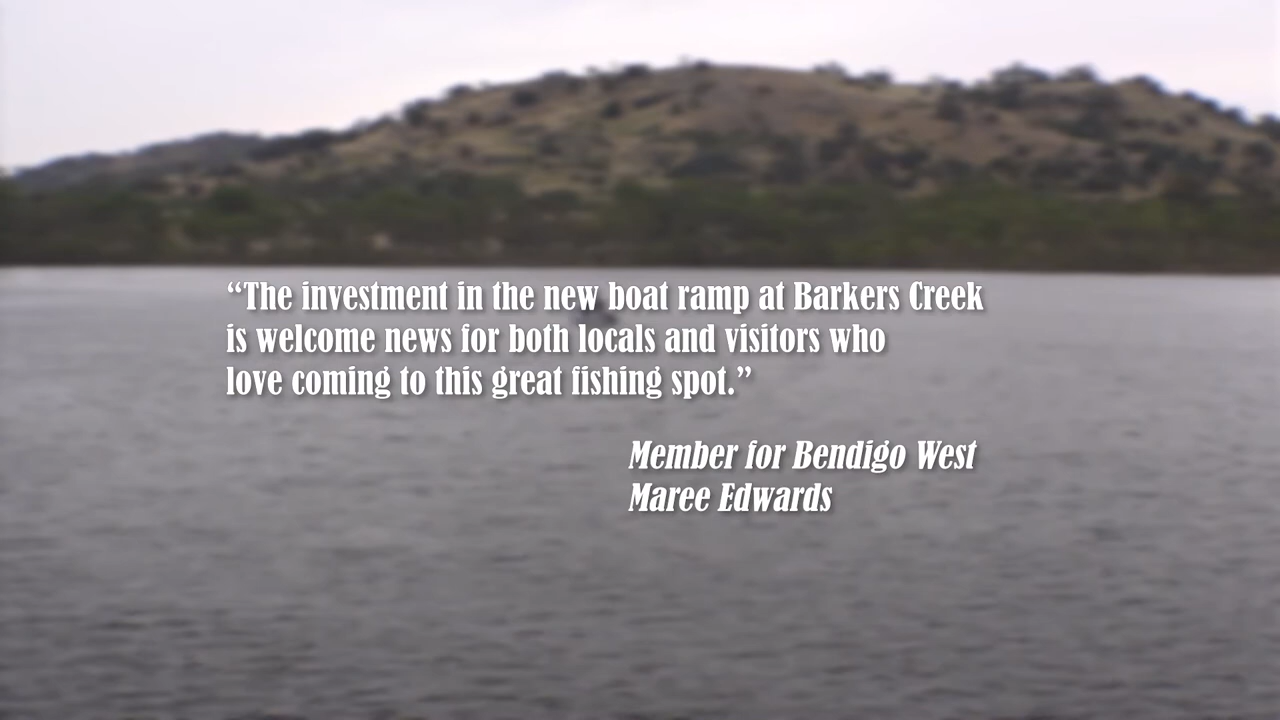 “The investment in the new boat ramp at Barkers Creek
is welcome news for both locals and visitors who
love coming to this great fishing spot.”
Member for Bendigo West
Maree Edwards